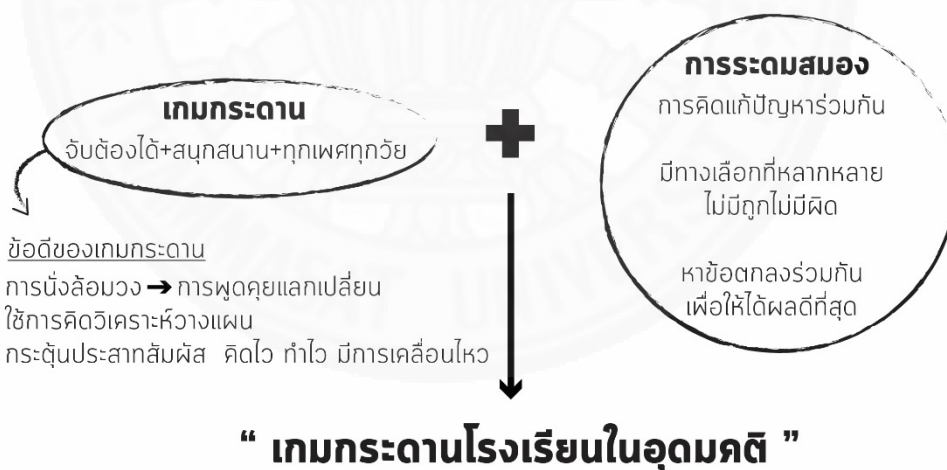 เกมกระดาน
จับต้องได้+สนุกสนาน+ทุกเพศทุกวัย
ข้อดีของเกมกระดาน
การนั่งล้อมวง ➔ การพูดคุยแลกเปลี่ยน
ใช้การคิดวิเคราะห์วางแผน
กระตุ้นประสาทสัมผัส คิดไว ทำไว มีการเคลื่อนไหว
+
การระดมสมอง
การคิดแก้ปัญหาร่วมกัน
มีทางเลือกที่หลากหลาย
ไม่มีถูกไม่มีผิด
หาข้อตกลงร่วมกัน
เพื่อให้ได้ผลดีที่สุด
“ เกมกระดานโรงเรียนในอุดมคติ ”